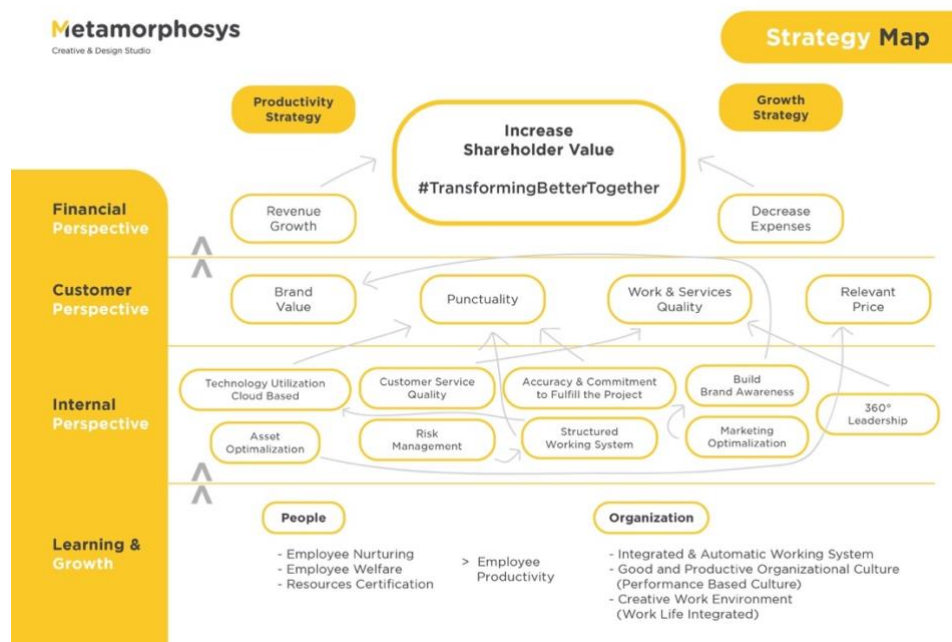 Metamorphosys
Creative & Design Studio
Strategy Map
Productivity
Strategy
Growth
Strategy
Increase
Shareholder Value
#TransformingBetterTogether
Financial
Perspective
Revenue
Growth
Decrease
Expenses
Customer
Perspective
Brand
Value
Punctuality
Work & Services
Quality
Relevant
Price
Internal
Perspective
Technology Utilization
Cloud Based
Customer Service
Quality
Accuracy & Commitment
to Fulfill the Project
Build
Brand Awareness
360°
Leadership
Asset
Optimalization
Risk
Management
Structured
Working System
Marketing
Optimalization
Learning &
Growth
People
- Employee Nurturing
- Employee Welfare
- Resources Certification
> Employee
Productivity
Organization
- Integrated & Automatic Working System
- Good and Productive Organizational Culture
(Performance Based Culture)
- Creative Work Environment
(Work Life Integrated)